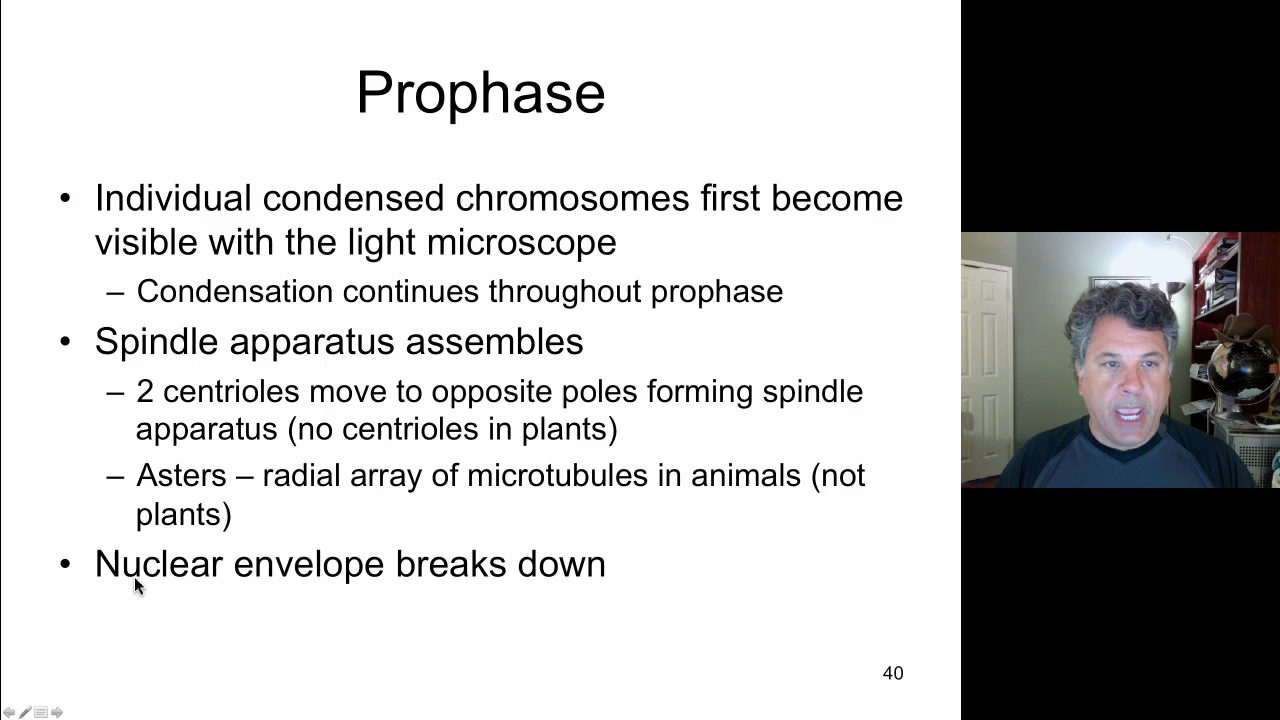 Prophase
• Individual condensed chromosomes first become
visible with the light microscope
– Condensation continues throughout prophase
• Spindle apparatus assembles
– 2 centrioles move to opposite poles forming spindle
apparatus (no centrioles in plants)
– Asters – radial array of microtubules in animals (not
plants)
• Nuclear envelope breaks down
40